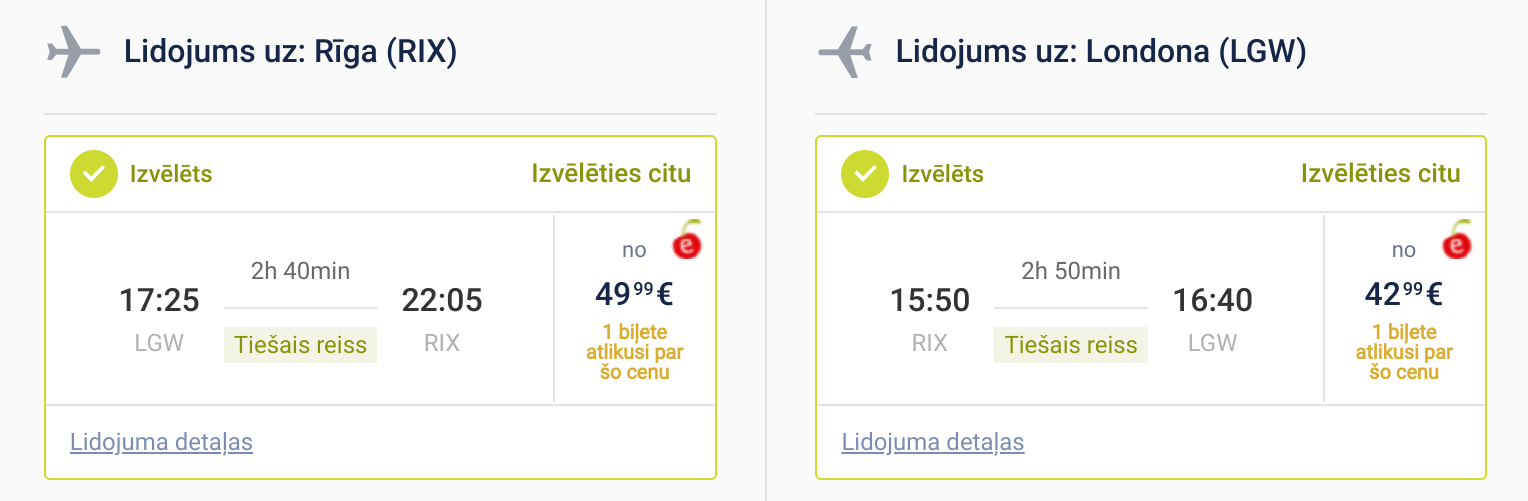 Lidojums uz: Rīga (RIX)
Izvēlēts
Izvēlēties citu
17:25
LGW
2h 40min
Tiešais reiss
22:05
RIX
no
e
49 99 €
1 biļete
atlikusi par
šo cenu
Lidojuma detaļas
Lidojums uz: Londona (LGW)
Izvēlēts
Izvēlēties citu
15:50
RIX
2h 50min
Tiešais reiss
16:40
LGW
no
e
42 99 €
1 biļete
atlikusi par
šo cenu
Lidojuma detaļas